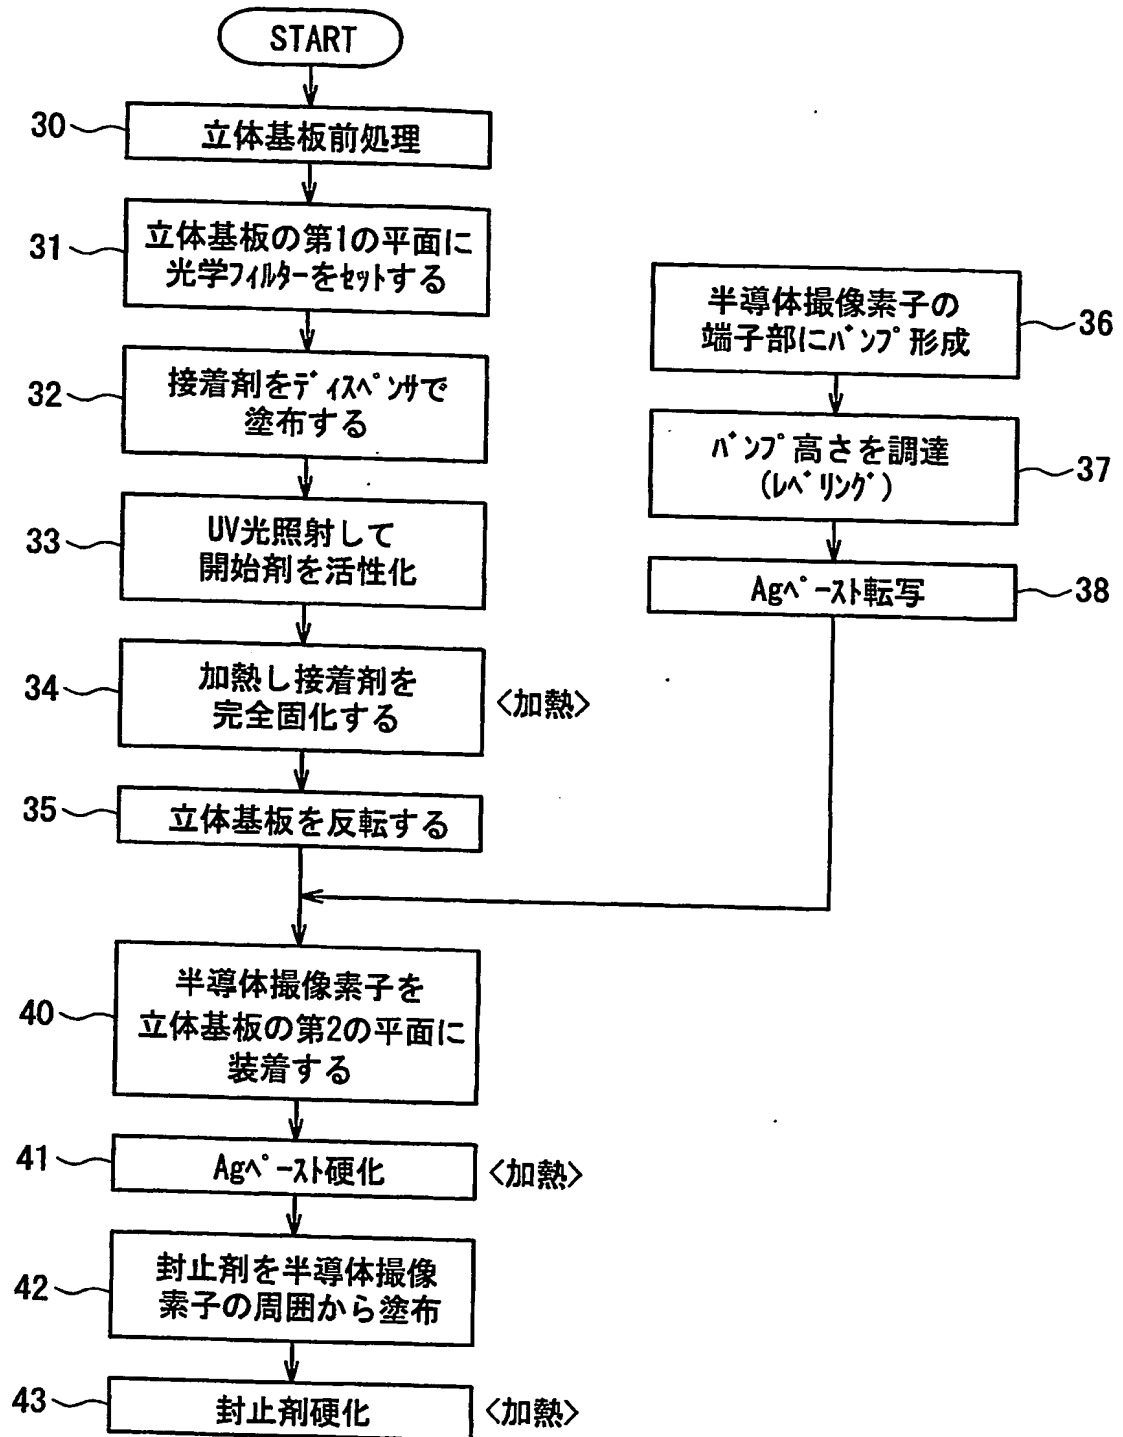 START
30
立体基板前処理
31
立体基板の第1の平面に
光学フィルターをセットする
32
接着剤をディスペンサで
塗布する
33
UV光照射して
開始剤を活性化
34
加熱し接着剤を
完全固化する
<加熱>
35
立体基板を反転する
半導体撮像素子の
端子部にバンプ形成
36
バンプ高さを調達
(レベリング)
37
Agペースト転写
38
40
半導体撮像素子を
立体基板の第2の平面に
装着する
41
Agペースト硬化
<加熱>
42
封止剤を半導体撮像
素子の周囲から塗布
43
封止剤硬化
<加熱>